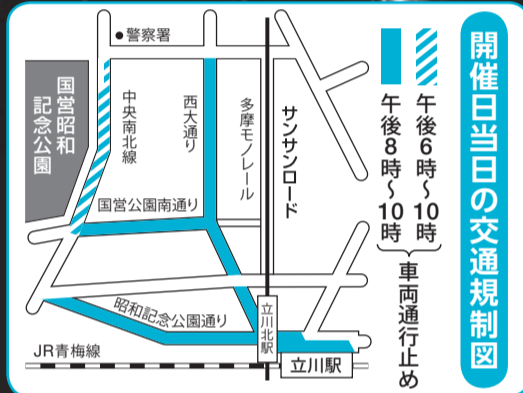 開催日当日の交通規制図
午後6時〜10時
午後8時〜10時
車両通行止め
●警察署
国営昭和
記念公園
中央南北線
西大通り
多摩モノレール
サンサンロード
国営公園南通り
昭和記念公園通り
立川北駅
JR青梅線
立川駅